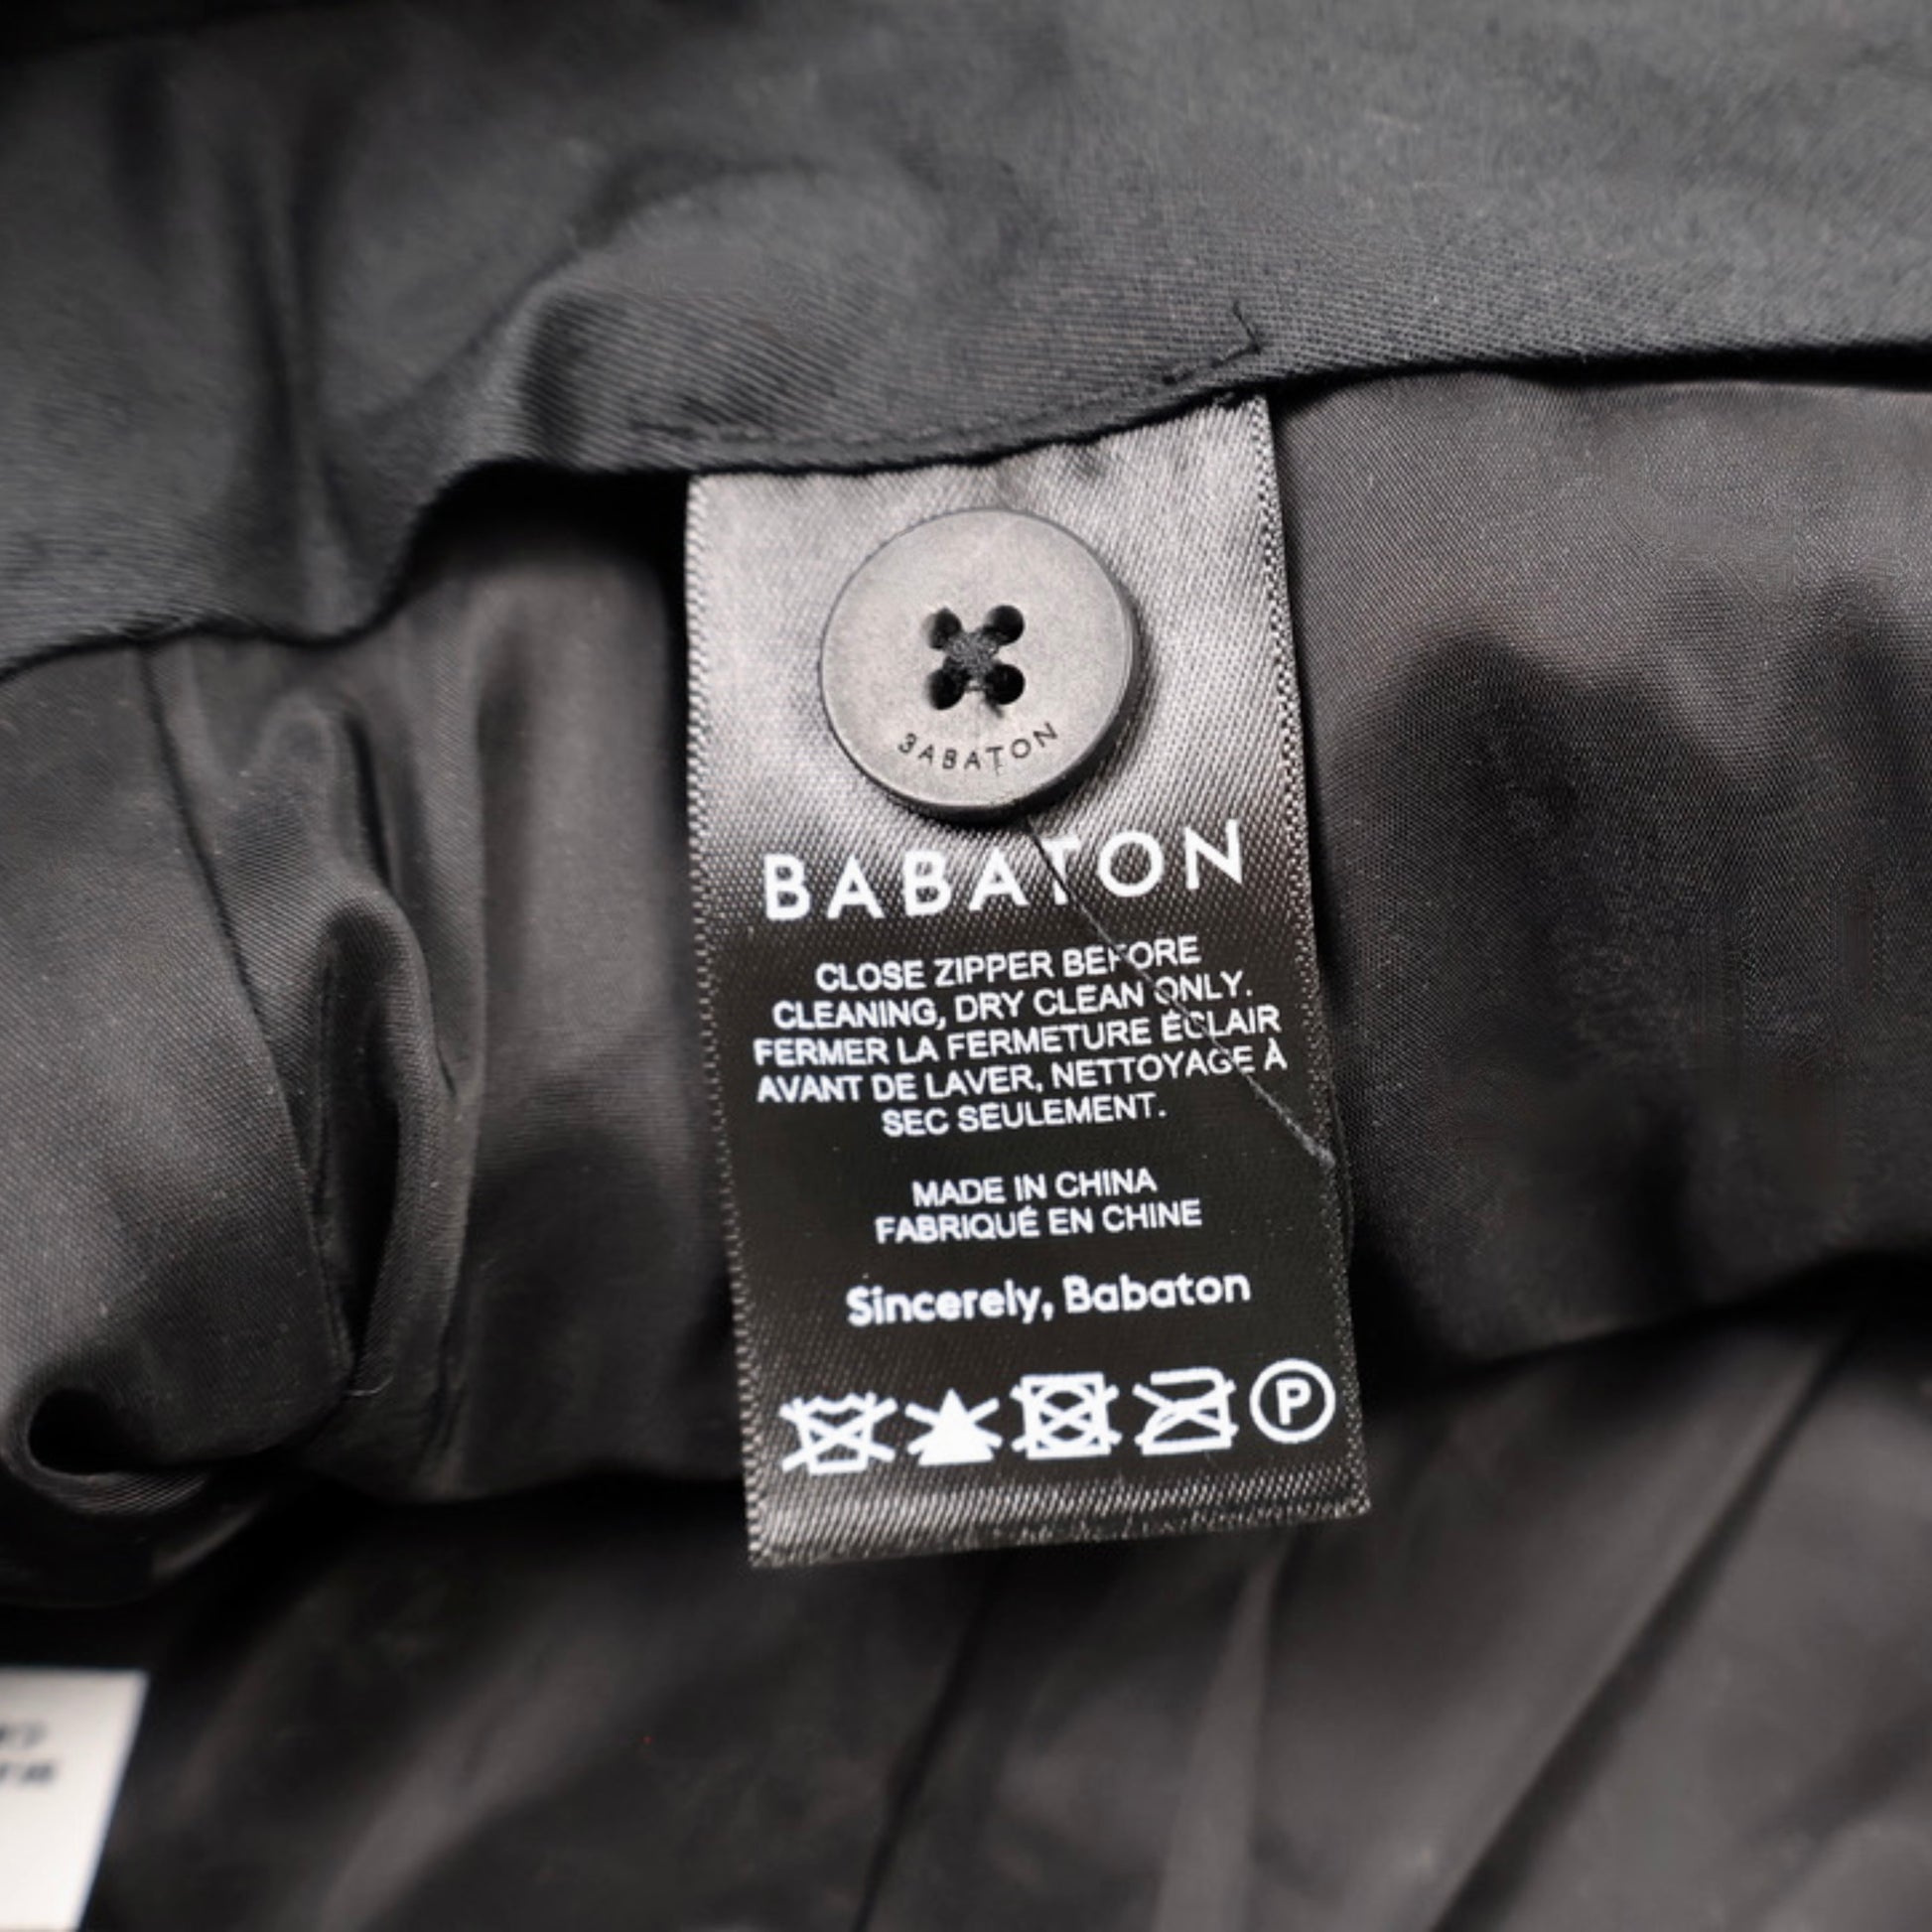 BABATON
BABATON
CLOSE ZIPPER BEFORE
CLEANING, DRY CLEAN ONLY.
FERMER LA FERMETURE ÉCLAIR
AVANT DE LAVER, NETTOYAGE À
SEC SEULEMENT.
MADE IN CHINA
FABRIQUÉ EN CHINE
Sincerely, Babaton
P